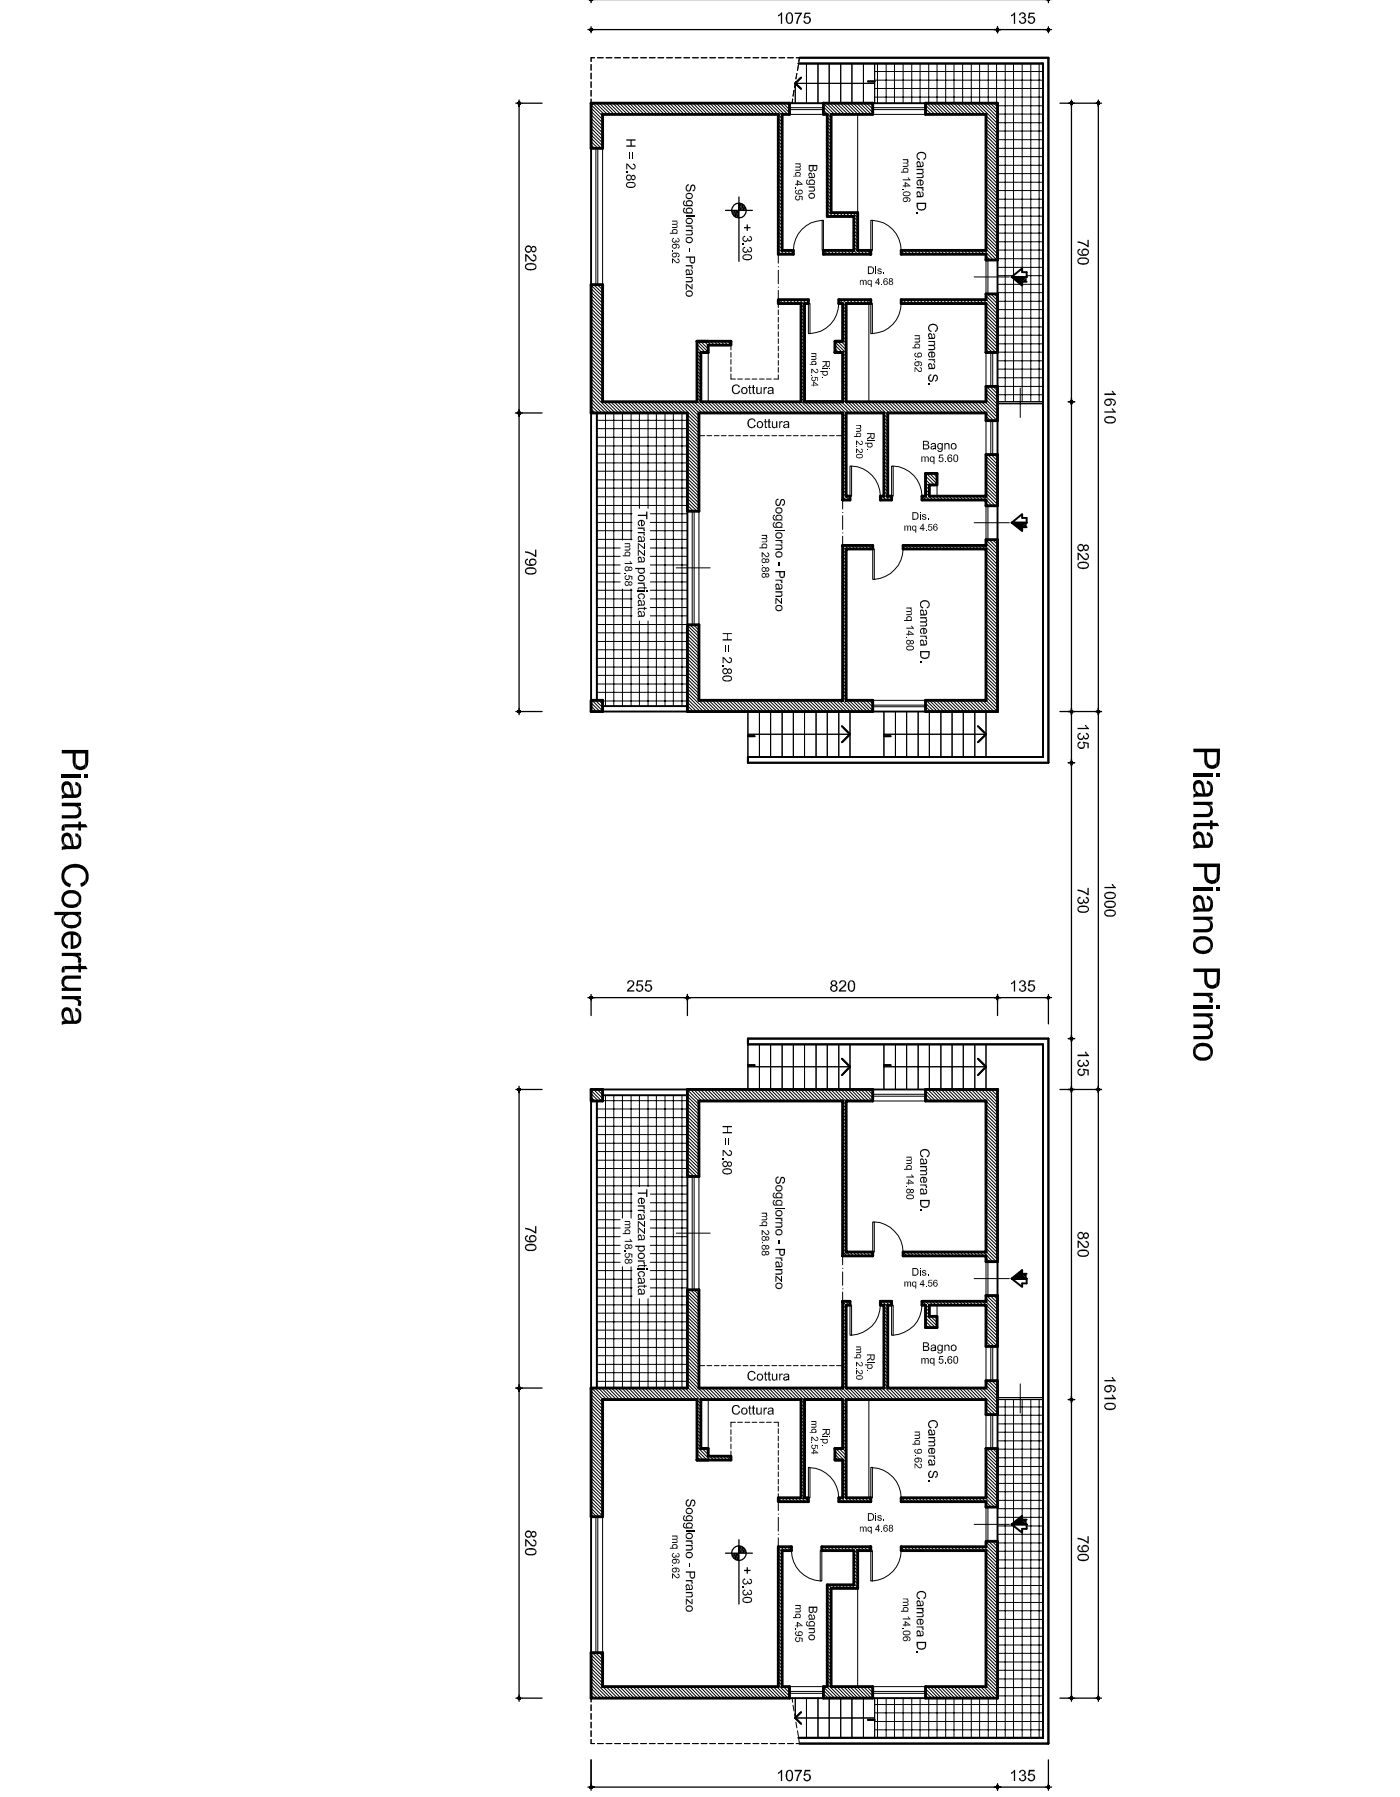 1075
135
H = 2.80
Soggiorno - Pranzo
mq 36.62
+ 3.30
Bagno
mq 4.95
Camera D.
mq 14.06
Dis.
mq 4.68
Camera S.
mq 9.62
Rip.
mq 2.54
Cottura
820
790
1610
Cottura
Rip.
mq 2.20
Bagno
mq 5.60
Dis.
mq 4.56
Soggiorno - Pranzo
mq 28.88
H = 2.80
Camera D.
mq 14.80
Terrazza porticata
mq 18.58
790
820
135
Pianta Piano Primo
Pianta Copertura
1000
730
255
820
135
135
H = 2.80
Soggiorno - Pranzo
mq 28.88
Camera D.
mq 14.80
Dis.
mq 4.56
Bagno
mq 5.60
Rip.
mq 2.20
Cottura
Terrazza porticata
mq 18.58
790
820
1610
Cottura
Rip.
mq 2.54
Camera S.
mq 9.62
Dis.
mq 4.68
Soggiorno - Pranzo
mq 36.62
+ 3.30
Bagno
mq 4.95
Camera D.
mq 14.06
820
790
1075
135